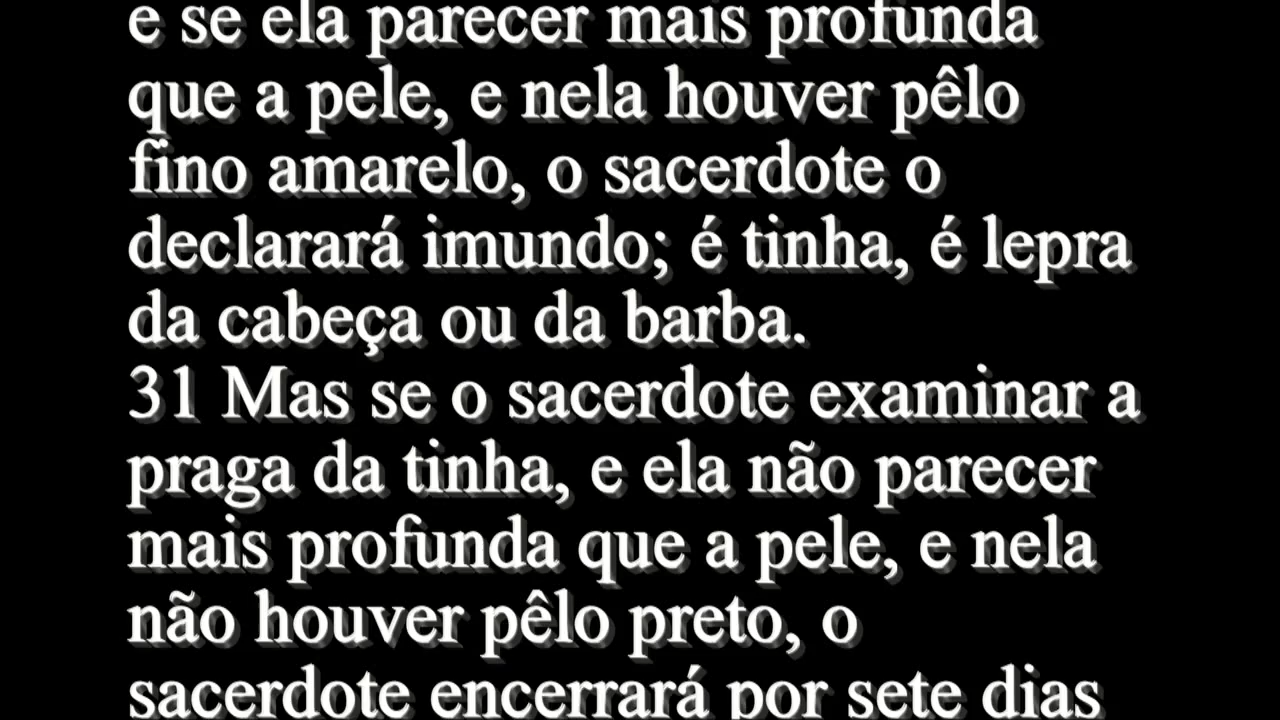 e se ela parecer mais profunda
que a pele, e nela houver pêlo
fino amarelo, o sacerdote o
declarará imundo; é tinha, é lepra
da cabeça ou da barba.
31 Mas se o sacerdote examinar a
praga da tinha, e ela não parecer
mais profunda que a pele, e nela
não houver pêlo preto, o
sacerdote encerrará por sete dias